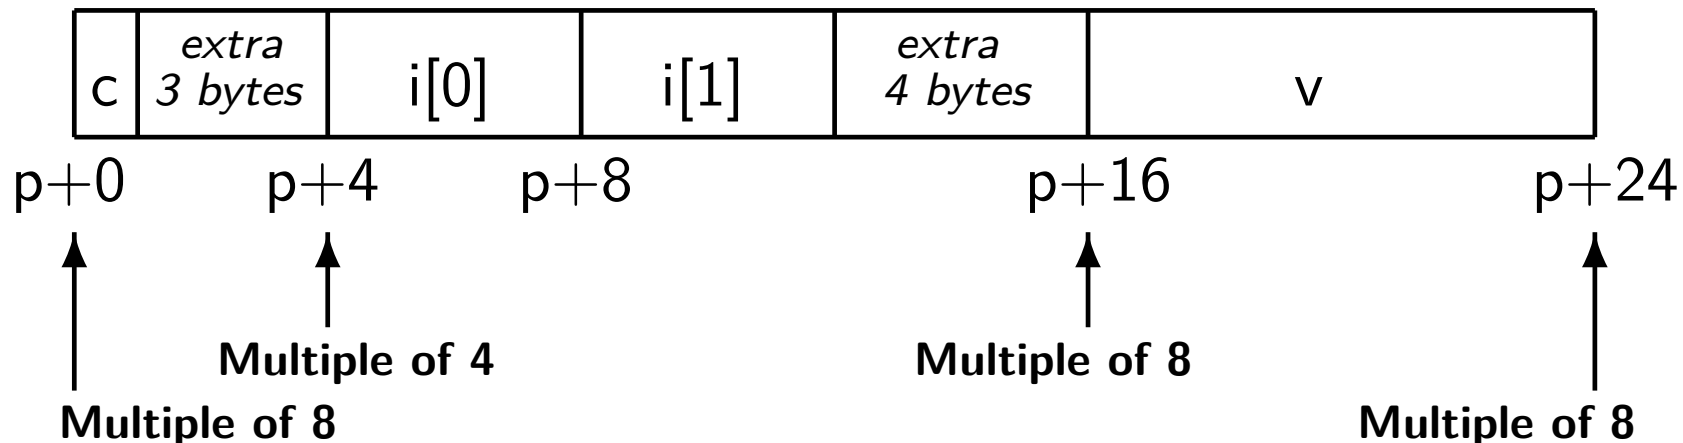 c
extra
3 bytes
i[0]
i[1]
extra
4 bytes
v
p+0
p+4
p+8
p+16
p+24
Multiple of 4
Multiple of 8
Multiple of 8
Multiple of 8